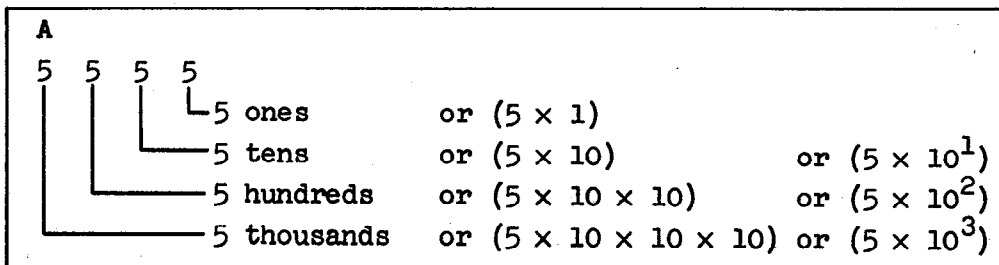 A
5 5 5 5
5 ones or (5 × 1)
5 tens or (5 × 10) or (5 × 10¹)
5 hundreds or (5 × 10 × 10) or (5 × 10²)
5 thousands or (5 × 10 × 10 × 10) or (5 × 10³)